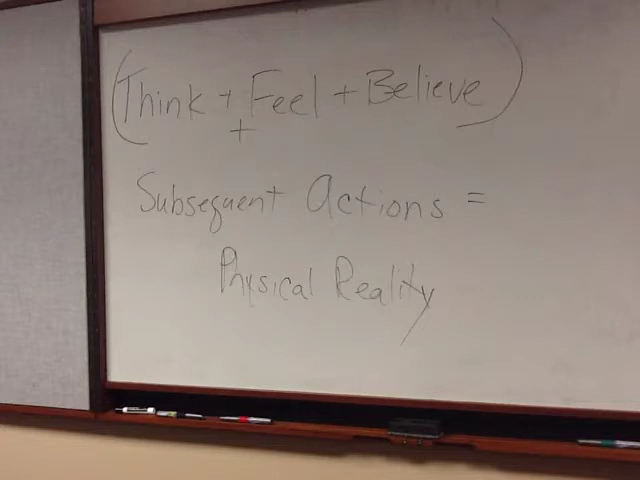 (Think + Feel + Believe)
+
Subsequent Actions =
Physical Reality